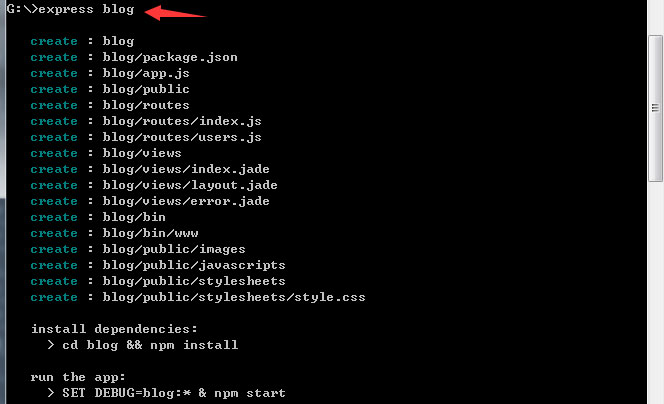 G:\>express blog
create : blog
create : blog/package.json
create : blog/app.js
create : blog/public
create : blog/routes
create : blog/routes/index.js
create : blog/routes/users.js
create : blog/views
create : blog/views/index.jade
create : blog/views/layout.jade
create : blog/views/error.jade
create : blog/bin
create : blog/bin/www
create : blog/public/images
create : blog/public/javascripts
create : blog/public/stylesheets
create : blog/public/stylesheets/style.css
install dependencies:
> cd blog && npm install
run the app:
> SET DEBUG=blog:* & npm start